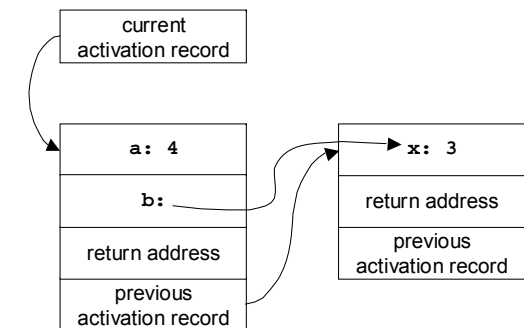 current
activation record
a: 4
b:
return address
previous
activation record
x: 3
return address
previous
activation record